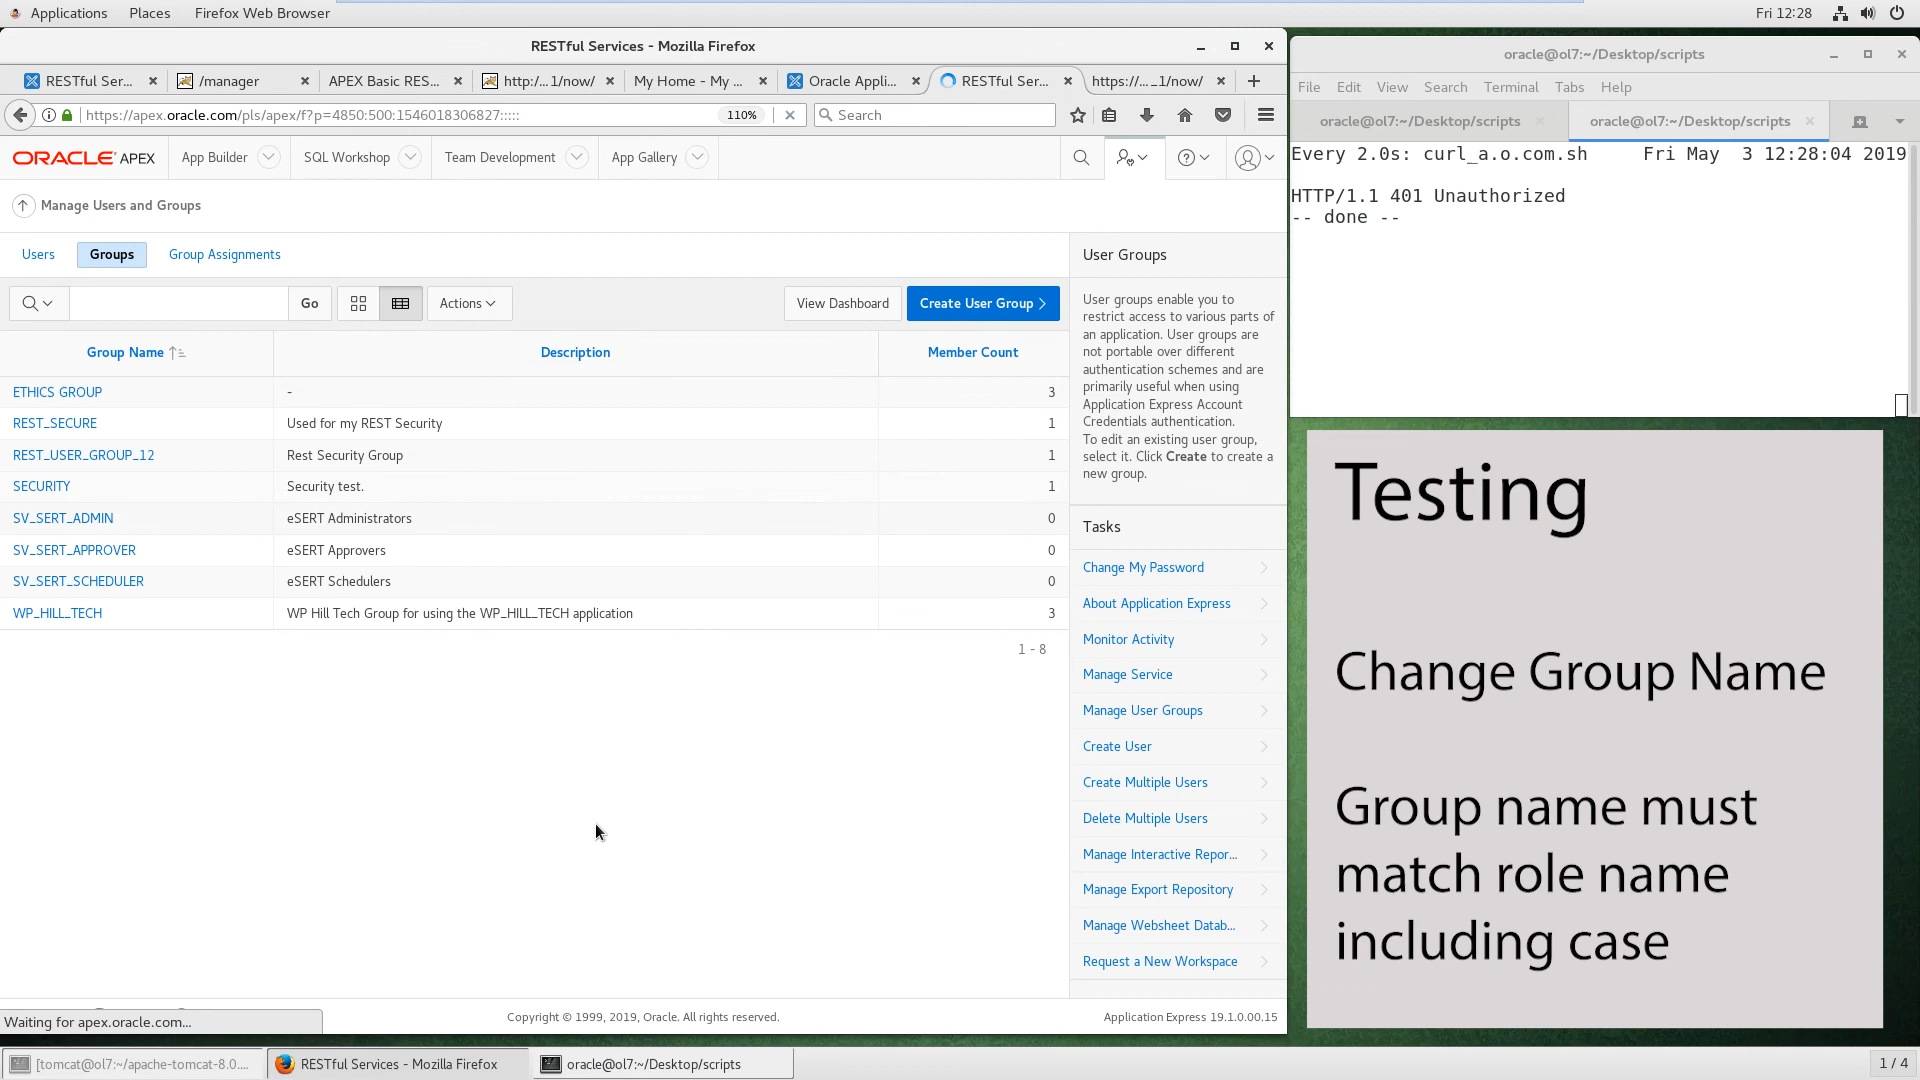 Applications Places Firefox Web Browser Fri 12:28
RESTful Services - Mozilla Firefox
RESTful Ser... /manager APEX Basic RES... http:/...1/now/ My Home - My ... Oracle Appli... RESTful Ser... https:/..._1/now/
https://apex.oracle.com/pls/apex/f?p=4850:500:1546018306827::::: 110% Search
ORACLE APEX App Builder SQL Workshop Team Development App Gallery
Manage Users and Groups
Users Groups Group Assignments
Go Actions View Dashboard Create User Group
Group Name Description Member Count
ETHICS GROUP - 3
REST_SECURE Used for my REST Security 1
REST_USER_GROUP_12 Rest Security Group 1
SECURITY Security test. 1
SV_SERT_ADMIN eSERT Administrators 0
SV_SERT_APPROVER eSERT Approvers 0
SV_SERT_SCHEDULER eSERT Schedulers 0
WP_HILL_TECH WP Hill Tech Group for using the WP_HILL_TECH application 3
1 - 8
User Groups
User groups enable you to
restrict access to various parts of
an application. User groups are
not portable over different
authentication schemes and are
primarily useful when using
Application Express Account
Credentials authentication.
To edit an existing user group,
select it. Click Create to create a
new group.
Tasks
Change My Password
About Application Express
Monitor Activity
Manage Service
Manage User Groups
Create User
Create Multiple Users
Delete Multiple Users
Manage Interactive Repor...
Manage Export Repository
Manage Websheet Datab...
Request a New Workspace
Waiting for apex.oracle.com...
Copyright © 1999, 2019, Oracle. All rights reserved.
Application Express 19.1.0.00.15
oracle@ol7:~/Desktop/scripts
File Edit View Search Terminal Tabs Help
oracle@ol7:~/Desktop/scripts oracle@ol7:~/Desktop/scripts
Every 2.0s: curl_a.o.com.sh Fri May 3 12:28:04 2019
HTTP/1.1 401 Unauthorized
-- done --
Testing
Change Group Name
Group name must
match role name
including case
[tomcat@ol7:~/apache-tomcat-8.0.... RESTful Services - Mozilla Firefox oracle@ol7:~/Desktop/scripts 1 / 4